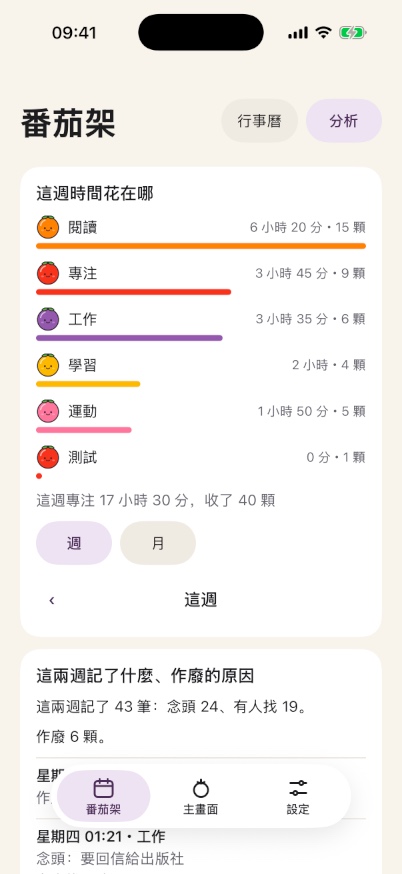 09:41
番茄架
行事曆
分析
這週時間花在哪
閱讀
6 小時 20 分・15 顆
專注
3 小時 45 分・9 顆
工作
3 小時 35 分・6 顆
學習
2 小時・4 顆
運動
1 小時 50 分・5 顆
測試
0 分・1 顆
這週專注 17 小時 30 分，收了 40 顆
週
月
‹
這週
這兩週記了什麼、作廢的原因
這兩週記了 43 筆：念頭 24、有人找 19。
作廢 6 顆。
星期
作
番茄架
主畫面
設定
星期四 01:21・工作
念頭：要回信給出版社